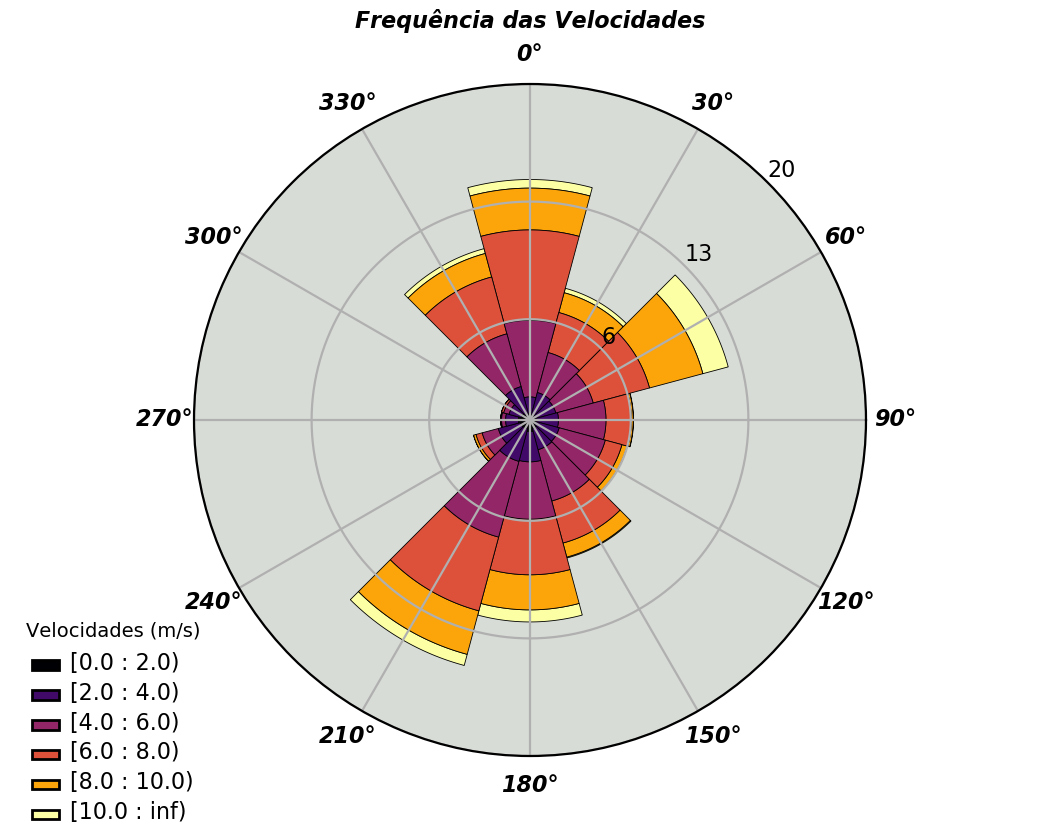 Frequência das Velocidades
0°
330°
30°
20
300°
60°
13
6
270°
90°
240°
120°
210°
150°
180°
Velocidades (m/s)
[0.0 : 2.0)
[2.0 : 4.0)
[4.0 : 6.0)
[6.0 : 8.0)
[8.0 : 10.0)
[10.0 : inf)